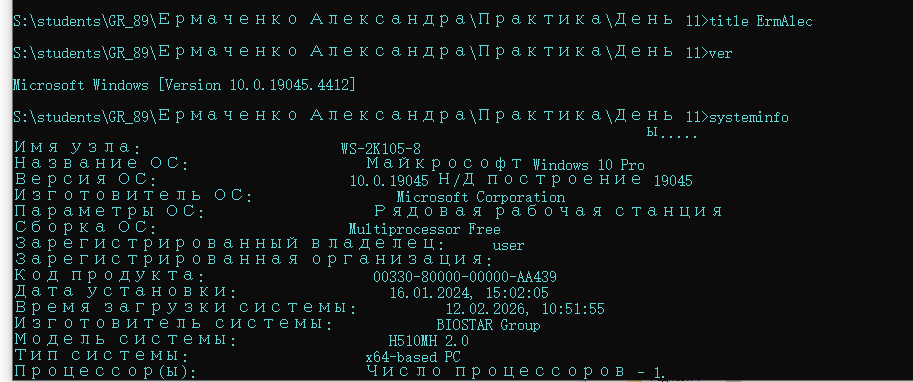 S:\students\GR_89\Ермаченко Александра\Практика\День 11>title ErmAlec
S:\students\GR_89\Ермаченко Александра\Практика\День 11>ver
Microsoft Windows [Version 10.0.19045.4412]
S:\students\GR_89\Ермаченко Александра\Практика\День 11>systeminfo
ы.....
Имя узла: WS-2K105-8
Название ОС: Майкрософт Windows 10 Pro
Версия ОС: 10.0.19045 Н/Д построение 19045
Изготовитель ОС: Microsoft Corporation
Параметры ОС: Рядовая рабочая станция
Сборка ОС: Multiprocessor Free
Зарегистрированный владелец: user
Зарегистрированная организация:
Код продукта: 00330-80000-00000-AA439
Дата установки: 16.01.2024, 15:02:05
Время загрузки системы: 12.02.2026, 10:51:55
Изготовитель системы: BIOSTAR Group
Модель системы: H510MH 2.0
Тип системы: x64-based PC
Процессор(ы): Число процессоров - 1.